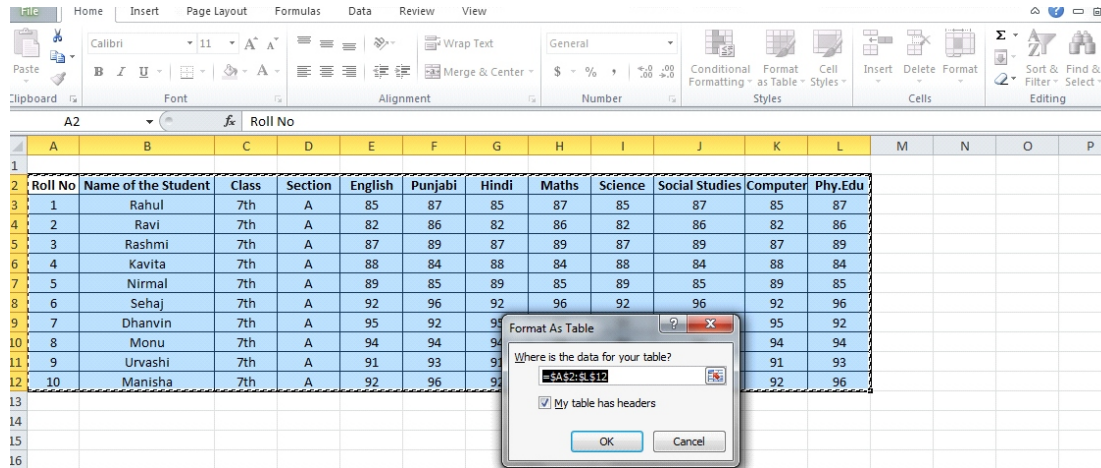 File Home Insert Page Layout Formulas Data Review View
Calibri 11 A A Wrap Text General Σ
Paste B I U A Merge & Center $ % , .0 .00 .00 .0 Conditional Formatting Format as Table Cell Styles Insert Delete Format Sort & Filter Find & Select
Clipboard Font Alignment Number Styles Cells Editing
A2 fx Roll No
A B C D E F G H I J K L M N O P
1
2 Roll No Name of the Student Class Section English Punjabi Hindi Maths Science Social Studies Computer Phy.Edu
3 1 Rahul 7th A 85 87 85 87 85 87 85 87
4 2 Ravi 7th A 82 86 82 86 82 86 82 86
5 3 Rashmi 7th A 87 89 87 89 87 89 87 89
6 4 Kavita 7th A 88 84 88 84 88 84 88 84
7 5 Nirmal 7th A 89 85 89 85 89 85 89 85
8 6 Sehaj 7th A 92 96 92 96 92 96 92 96
9 7 Dhanvin 7th A 95 92 95 95 92
10 8 Monu 7th A 94 94 94 94 94
11 9 Urvashi 7th A 91 93 91 91 93
12 10 Manisha 7th A 92 96 92 92 96
13
14
15
16
Format As Table ?
Where is the data for your table?
=$A$2:$L$12
My table has headers
OK Cancel